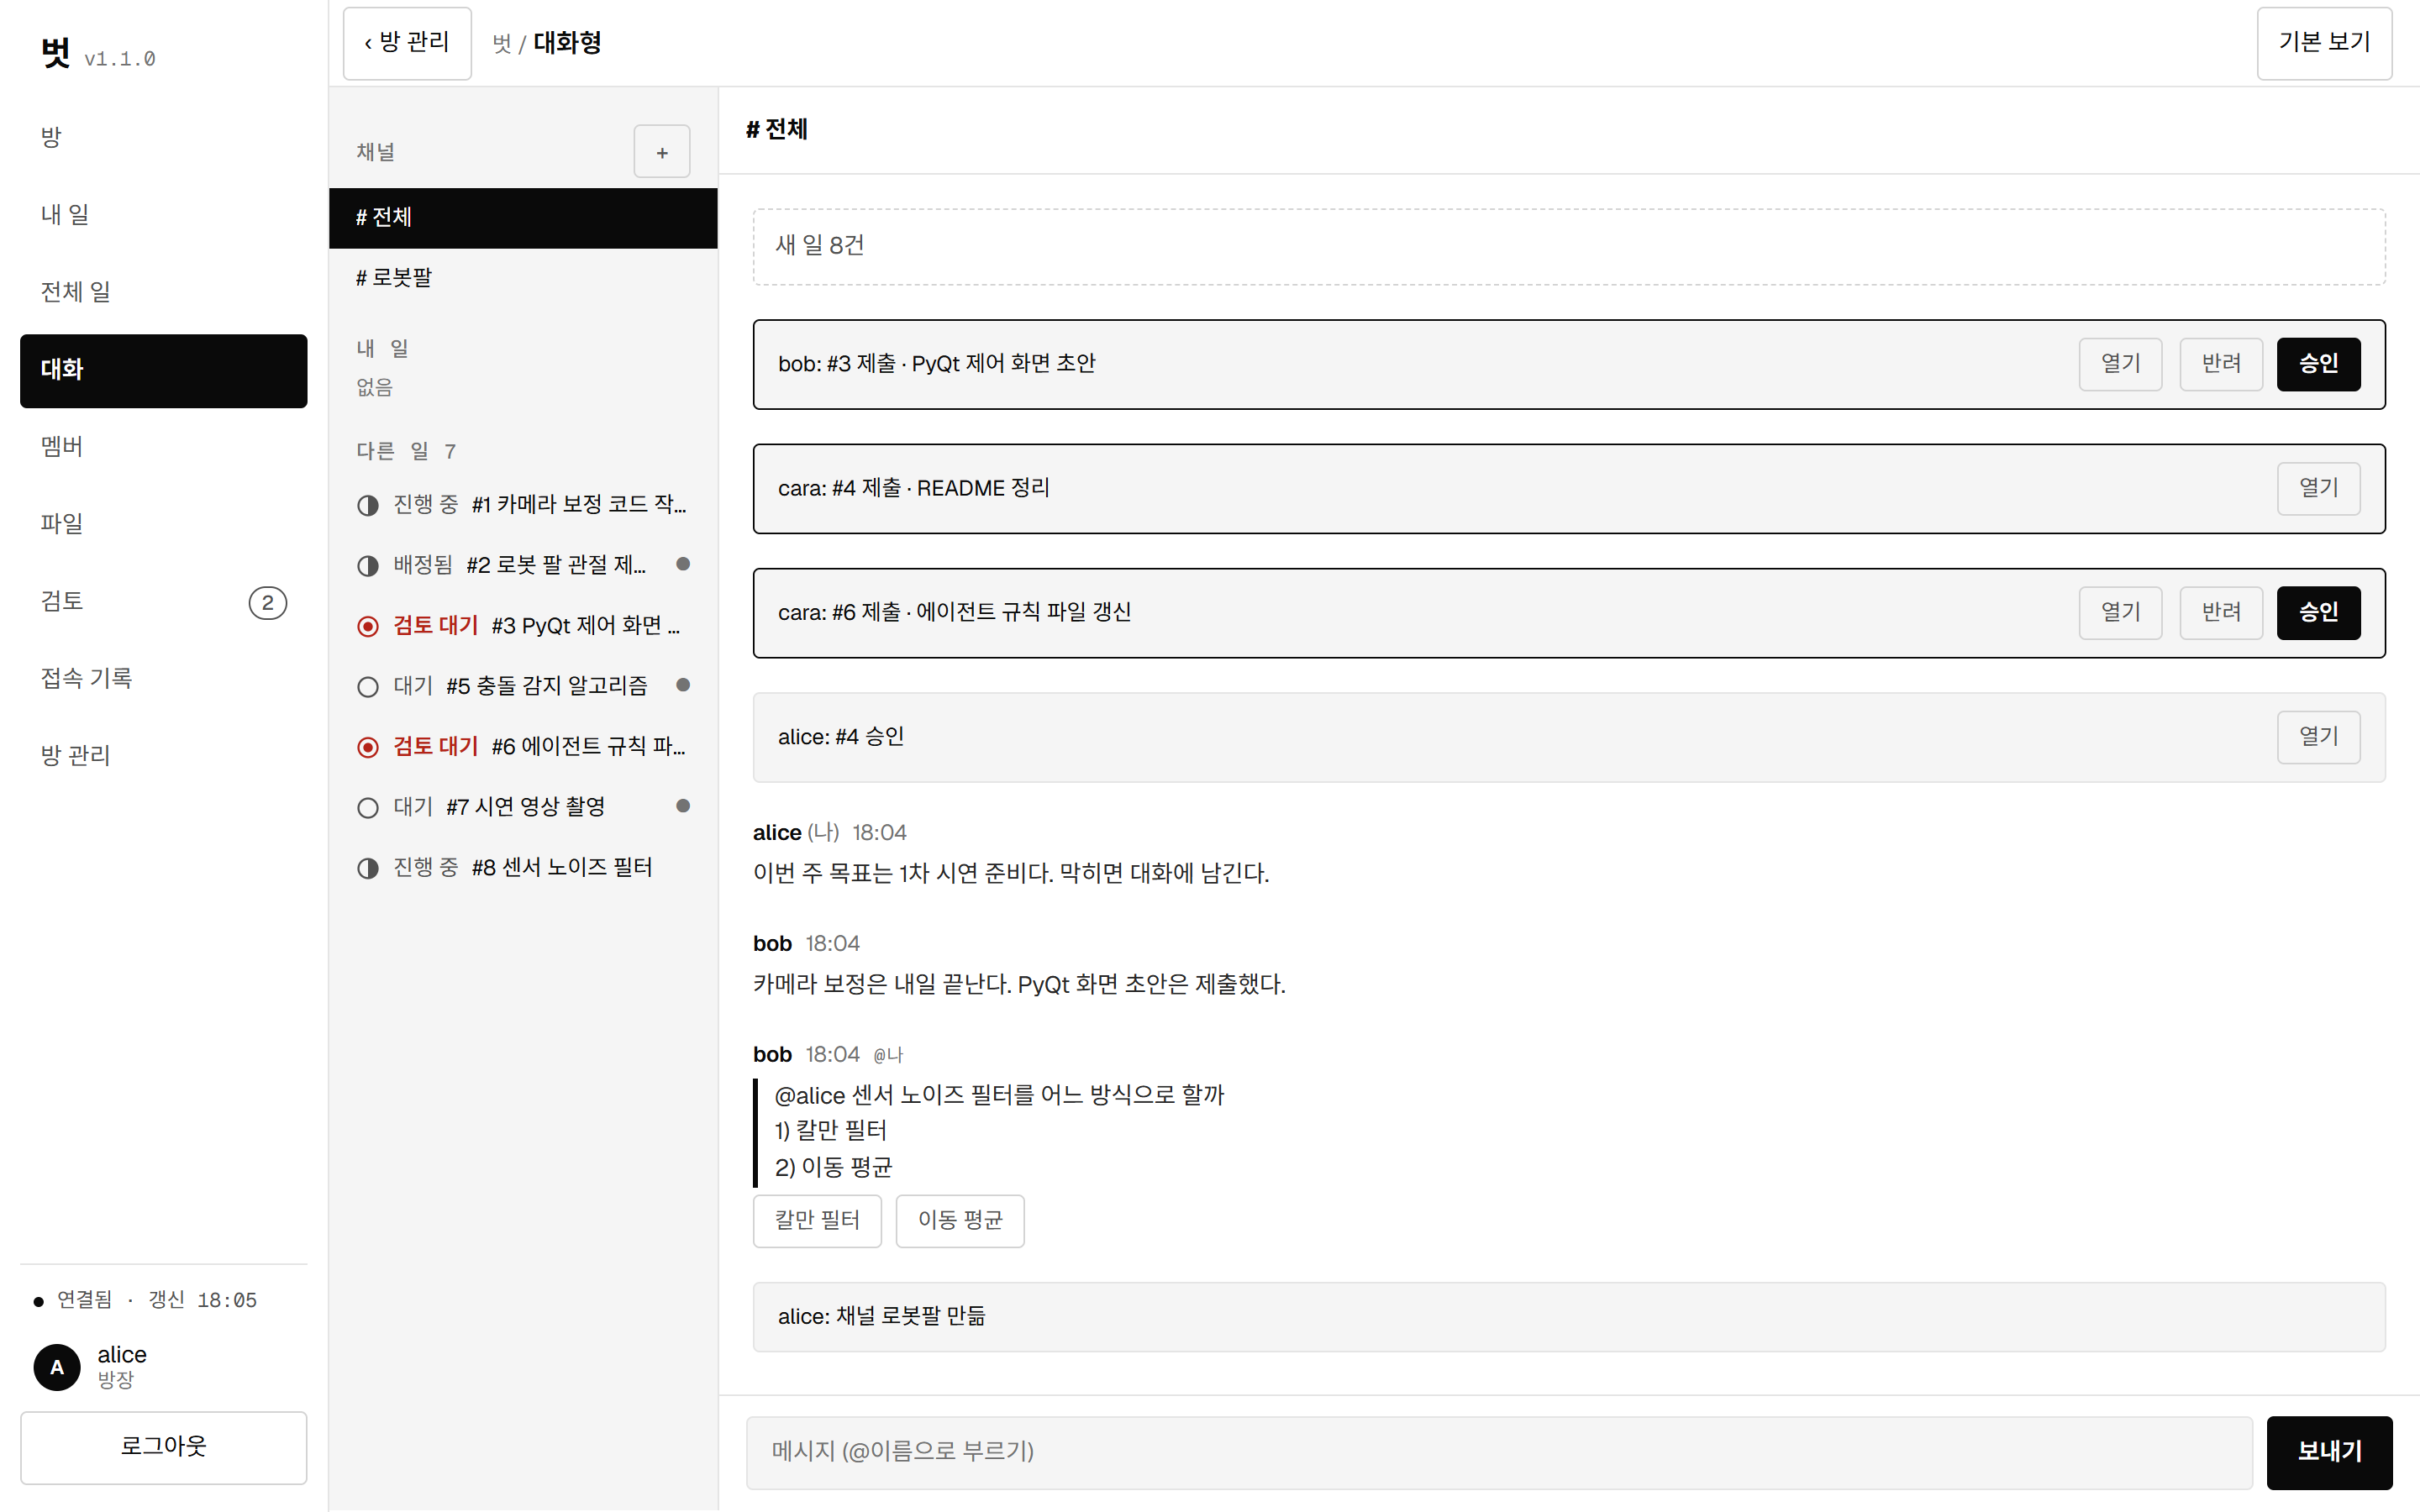 벗 v1.1.0
방
내 일
전체 일
대화
멤버
파일
검토 2
접속 기록
방 관리
연결됨 · 갱신 18:05
A
alice
방장
로그아웃
‹ 방 관리
벗 / 대화형
기본 보기
채널
+
# 전체
# 로봇팔
내 일
없음
다른 일 7
진행 중 #1 카메라 보정 코드 작...
배정됨 #2 로봇 팔 관절 제...
검토 대기 #3 PyQt 제어 화면 ...
대기 #5 충돌 감지 알고리즘
검토 대기 #6 에이전트 규칙 파...
대기 #7 시연 영상 촬영
진행 중 #8 센서 노이즈 필터
# 전체
새 일 8건
bob: #3 제출 · PyQt 제어 화면 초안 열기 반려 승인
cara: #4 제출 · README 정리 열기
cara: #6 제출 · 에이전트 규칙 파일 갱신 열기 반려 승인
alice: #4 승인 열기
alice (나) 18:04
이번 주 목표는 1차 시연 준비다. 막히면 대화에 남긴다.
bob 18:04
카메라 보정은 내일 끝난다. PyQt 화면 초안은 제출했다.
bob 18:04 @나
@alice 센서 노이즈 필터를 어느 방식으로 할까
1) 칼만 필터
2) 이동 평균
칼만 필터 이동 평균
alice: 채널 로봇팔 만듦
메시지 (@이름으로 부르기)
보내기